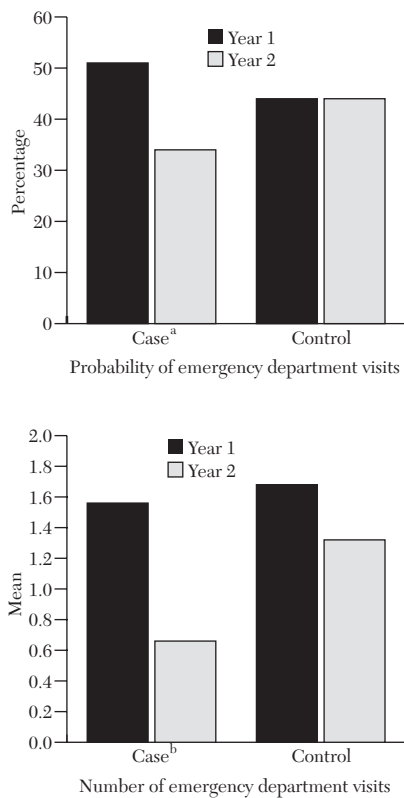 60
50
40
30
20
10
0
Percentage
Year 1
Year 2
Case^a
Control
Probability of emergency department visits
2.0
1.8
1.6
1.4
1.2
1.0
0.8
0.6
0.4
0.2
0.0
Mean
Year 1
Year 2
Case^b
Control
Number of emergency department visits